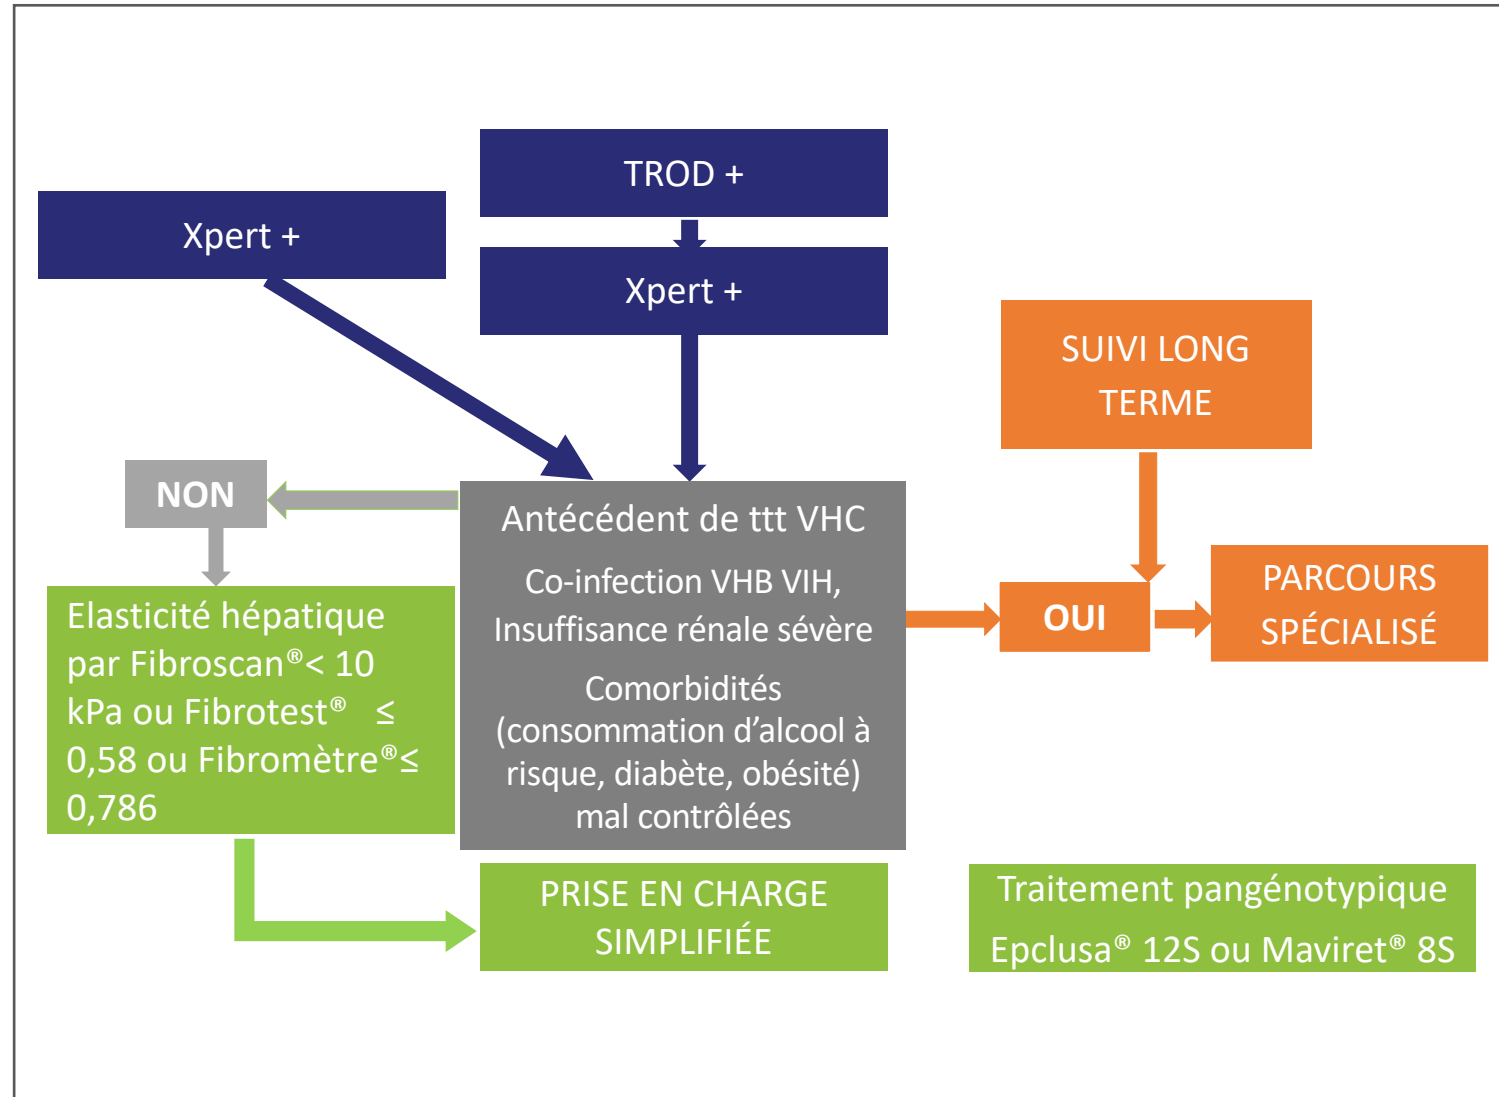 TROD +
Xpert +
Xpert +
SUIVI LONG
TERME
NON
Antécédent de ttt VHC
Co-infection VHB VIH,
Insuffisance rénale sévère
Comorbidités
(consommation d’alcool à
risque, diabète, obésité)
mal contrôlées
OUI
PARCOURS
SPÉCIALISÉ
Elasticité hépatique
par Fibroscan®< 10
kPa ou Fibrotest® ≤
0,58 ou Fibromètre®≤
0,786
PRISE EN CHARGE
SIMPLIFIÉE
Traitement pangénotypique
Epclusa® 12S ou Maviret® 8S